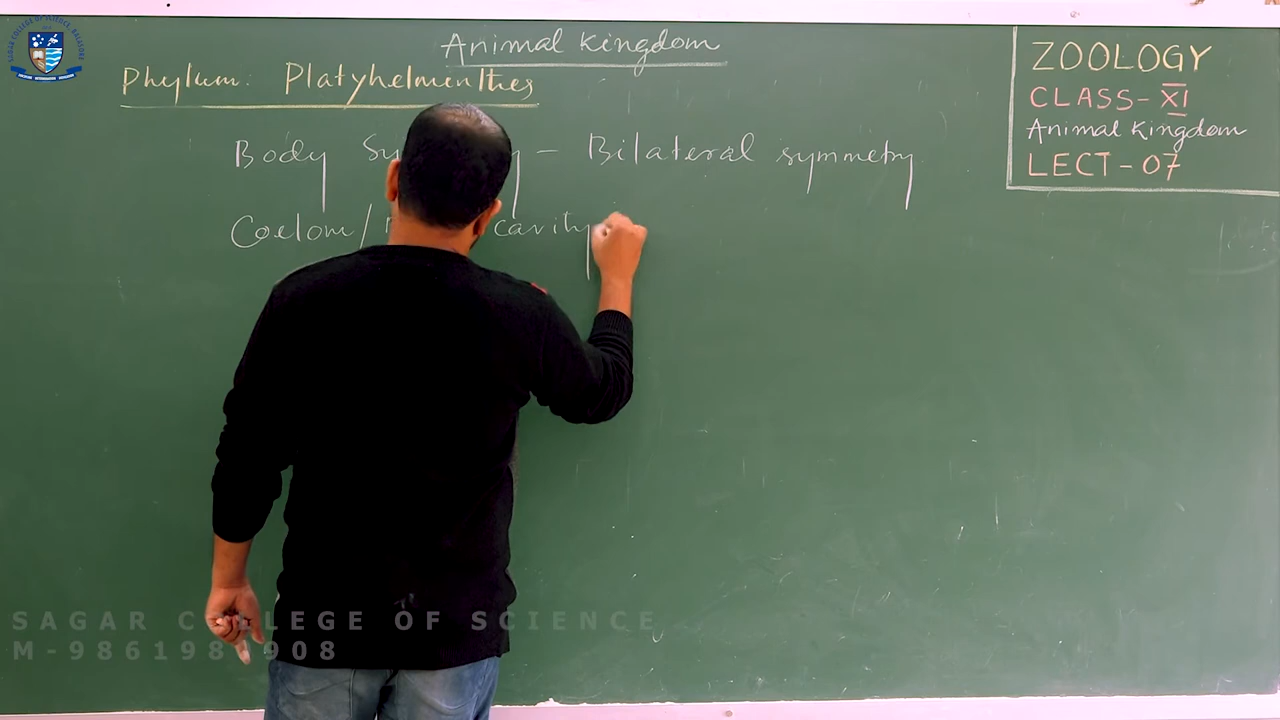 Animal Kingdom
Phylum: Platyhelminthes
Body Sy y - Bilateral symmetry
Coelom/ cavity
ZOOLOGY
CLASS-XI
Animal Kingdom
LECT-07
SAGAR COLLEGE OF SCIENCE